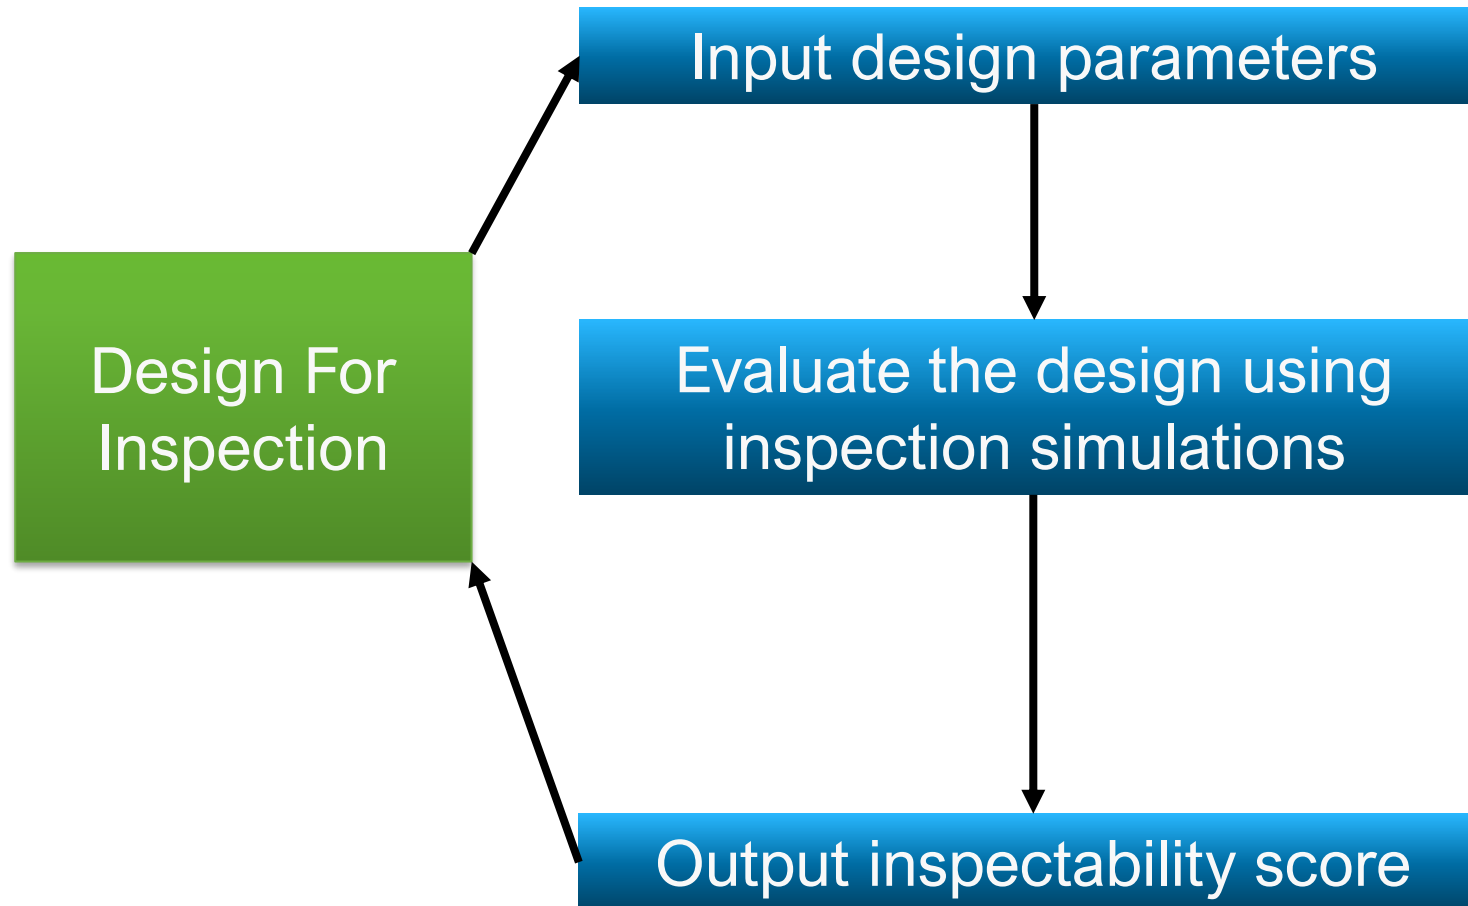 Input design parameters
Design For
Inspection
Evaluate the design using
inspection simulations
Output inspectability score